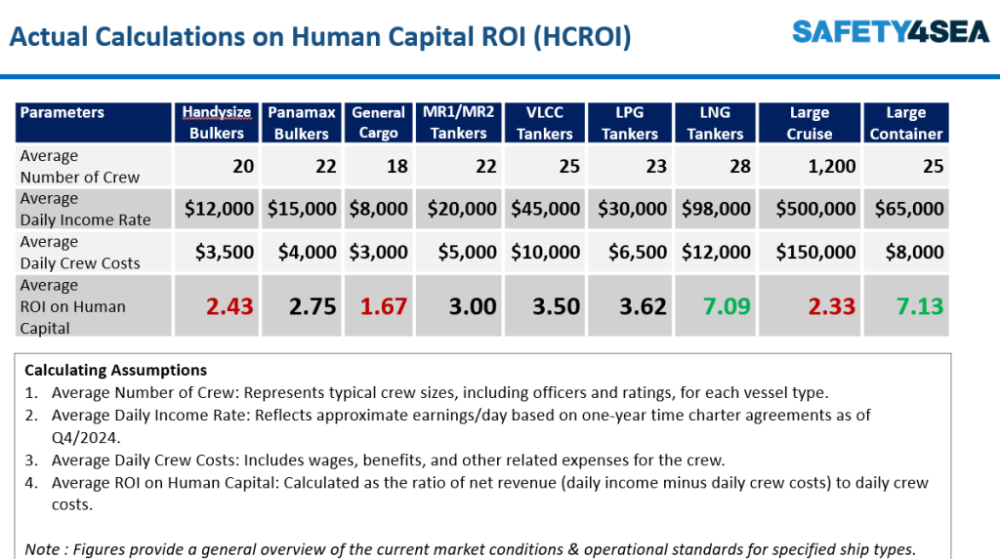 Actual Calculations on Human Capital ROI (HCROI)
SAFETY4SEA
Parameters Handysize Bulkers Panamax Bulkers General Cargo MR1/MR2 Tankers VLCC Tankers LPG Tankers LNG Tankers Large Cruise Large Container
Average Number of Crew 20 22 18 22 25 23 28 1,200 25
Average Daily Income Rate $12,000 $15,000 $8,000 $20,000 $45,000 $30,000 $98,000 $500,000 $65,000
Average Daily Crew Costs $3,500 $4,000 $3,000 $5,000 $10,000 $6,500 $12,000 $150,000 $8,000
Average ROI on Human Capital 2.43 2.75 1.67 3.00 3.50 3.62 7.09 2.33 7.13
Calculating Assumptions
1. Average Number of Crew: Represents typical crew sizes, including officers and ratings, for each vessel type.
2. Average Daily Income Rate: Reflects approximate earnings/day based on one-year time charter agreements as of
Q4/2024.
3. Average Daily Crew Costs: Includes wages, benefits, and other related expenses for the crew.
4. Average ROI on Human Capital: Calculated as the ratio of net revenue (daily income minus daily crew costs) to daily crew
costs.
Note : Figures provide a general overview of the current market conditions & operational standards for specified ship types.